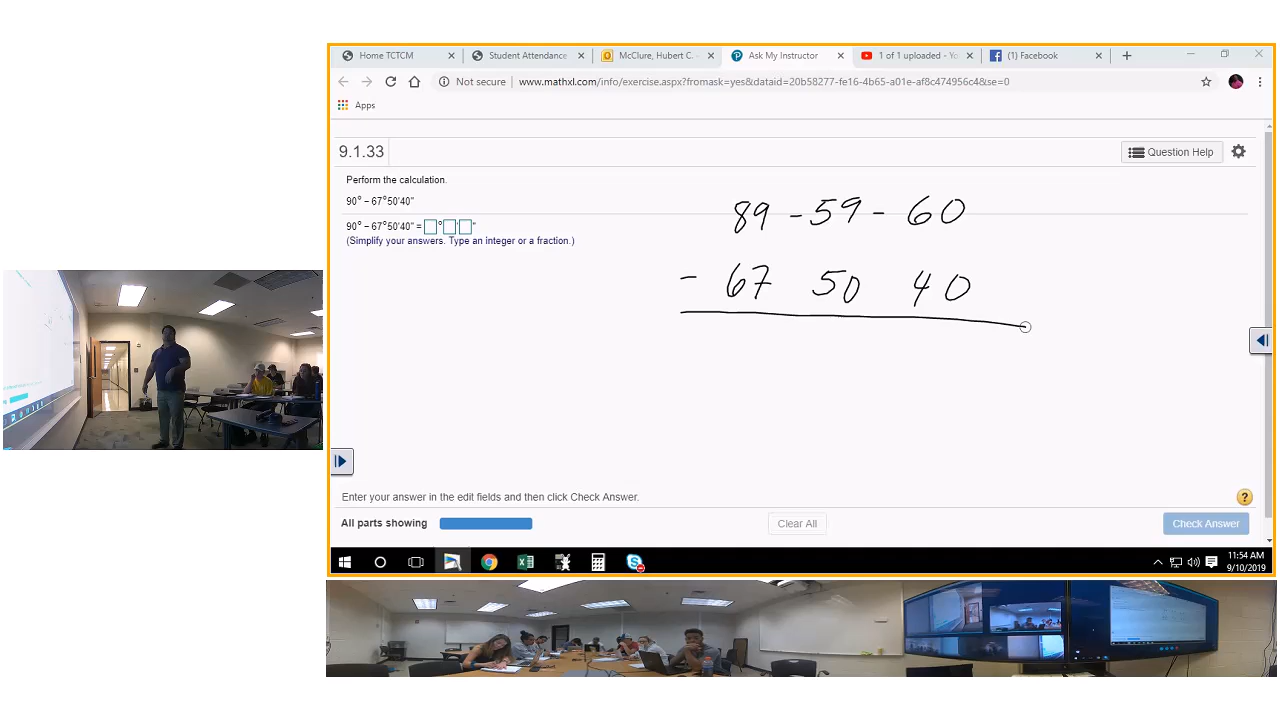 Home TCTCM
Student Attendance
McClure, Hubert C. -
Ask My Instructor
1 of 1 uploaded - Yo
(1) Facebook
Not secure
www.mathxl.com/info/exercise.aspx?fromask=yes&dataid=20b58277-fe16-4b65-a01e-af8c474956c4&se=0
Apps
9.1.33
Question Help
Perform the calculation.
90° – 67°50'40"
90° – 67°50'40" = ° ' "
(Simplify your answers. Type an integer or a fraction.)
89 - 59 - 60
- 67 50 40
Enter your answer in the edit fields and then click Check Answer.
?
All parts showing
Clear All
Check Answer
11:54 AM
9/10/2019